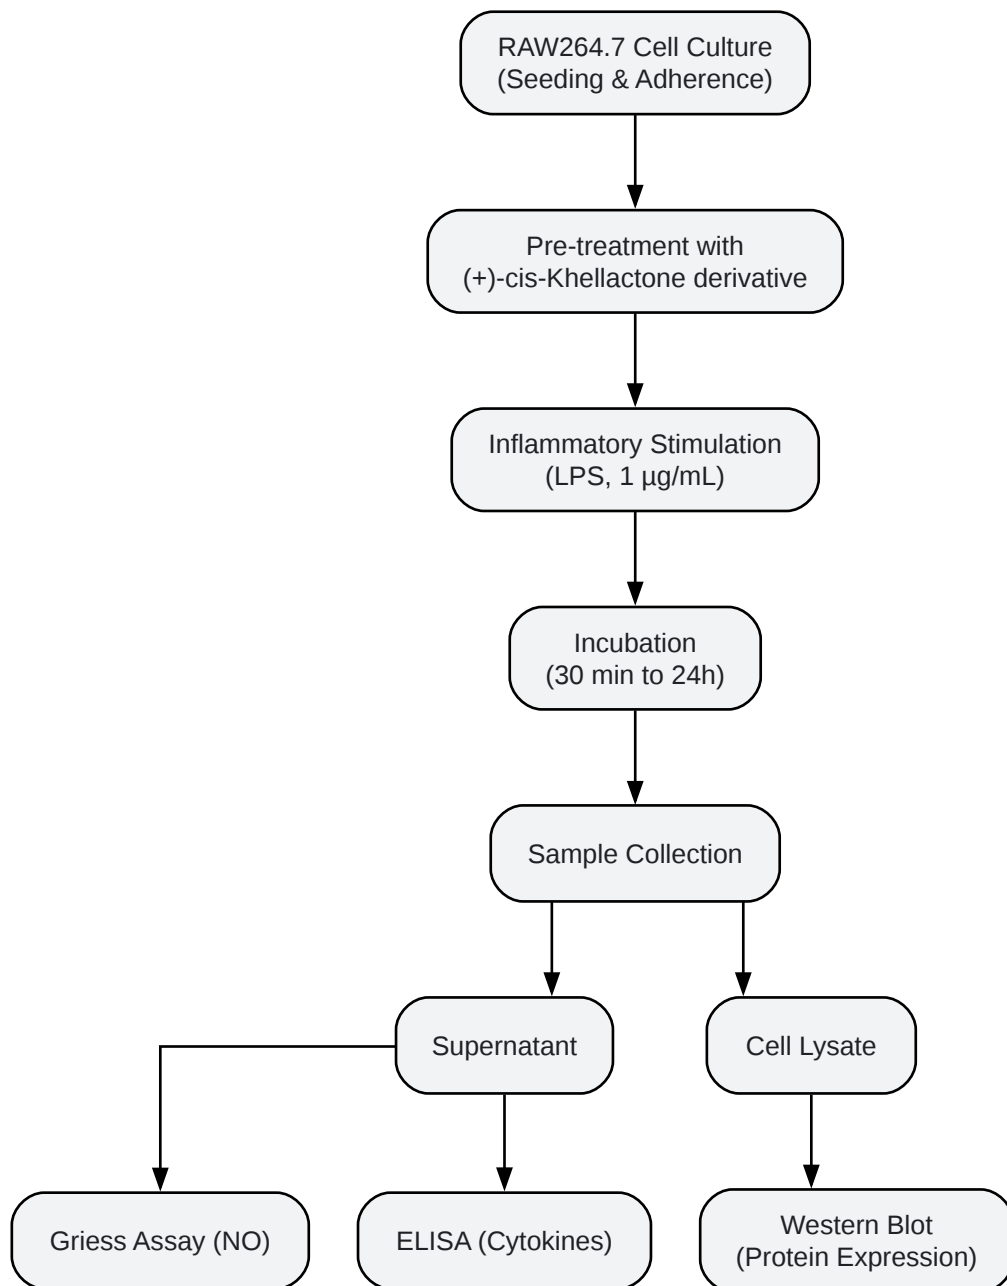 RAW264.7 Cell Culture
(Seeding & Adherence)
Pre-treatment with
(+)-cis-Khellactone derivative
Inflammatory Stimulation
(LPS, 1 µg/mL)
Incubation
(30 min to 24h)
Sample Collection
Supernatant
Cell Lysate
Griess Assay (NO)
ELISA (Cytokines)
Western Blot
(Protein Expression)